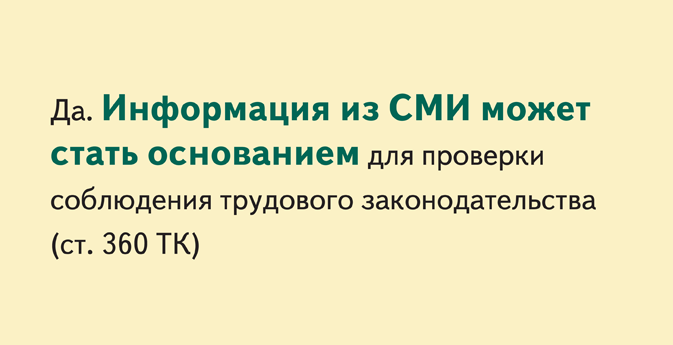 Да. Информация из СМИ может
стать основанием для проверки
соблюдения трудового законодательства
(ст. 360 ТК)